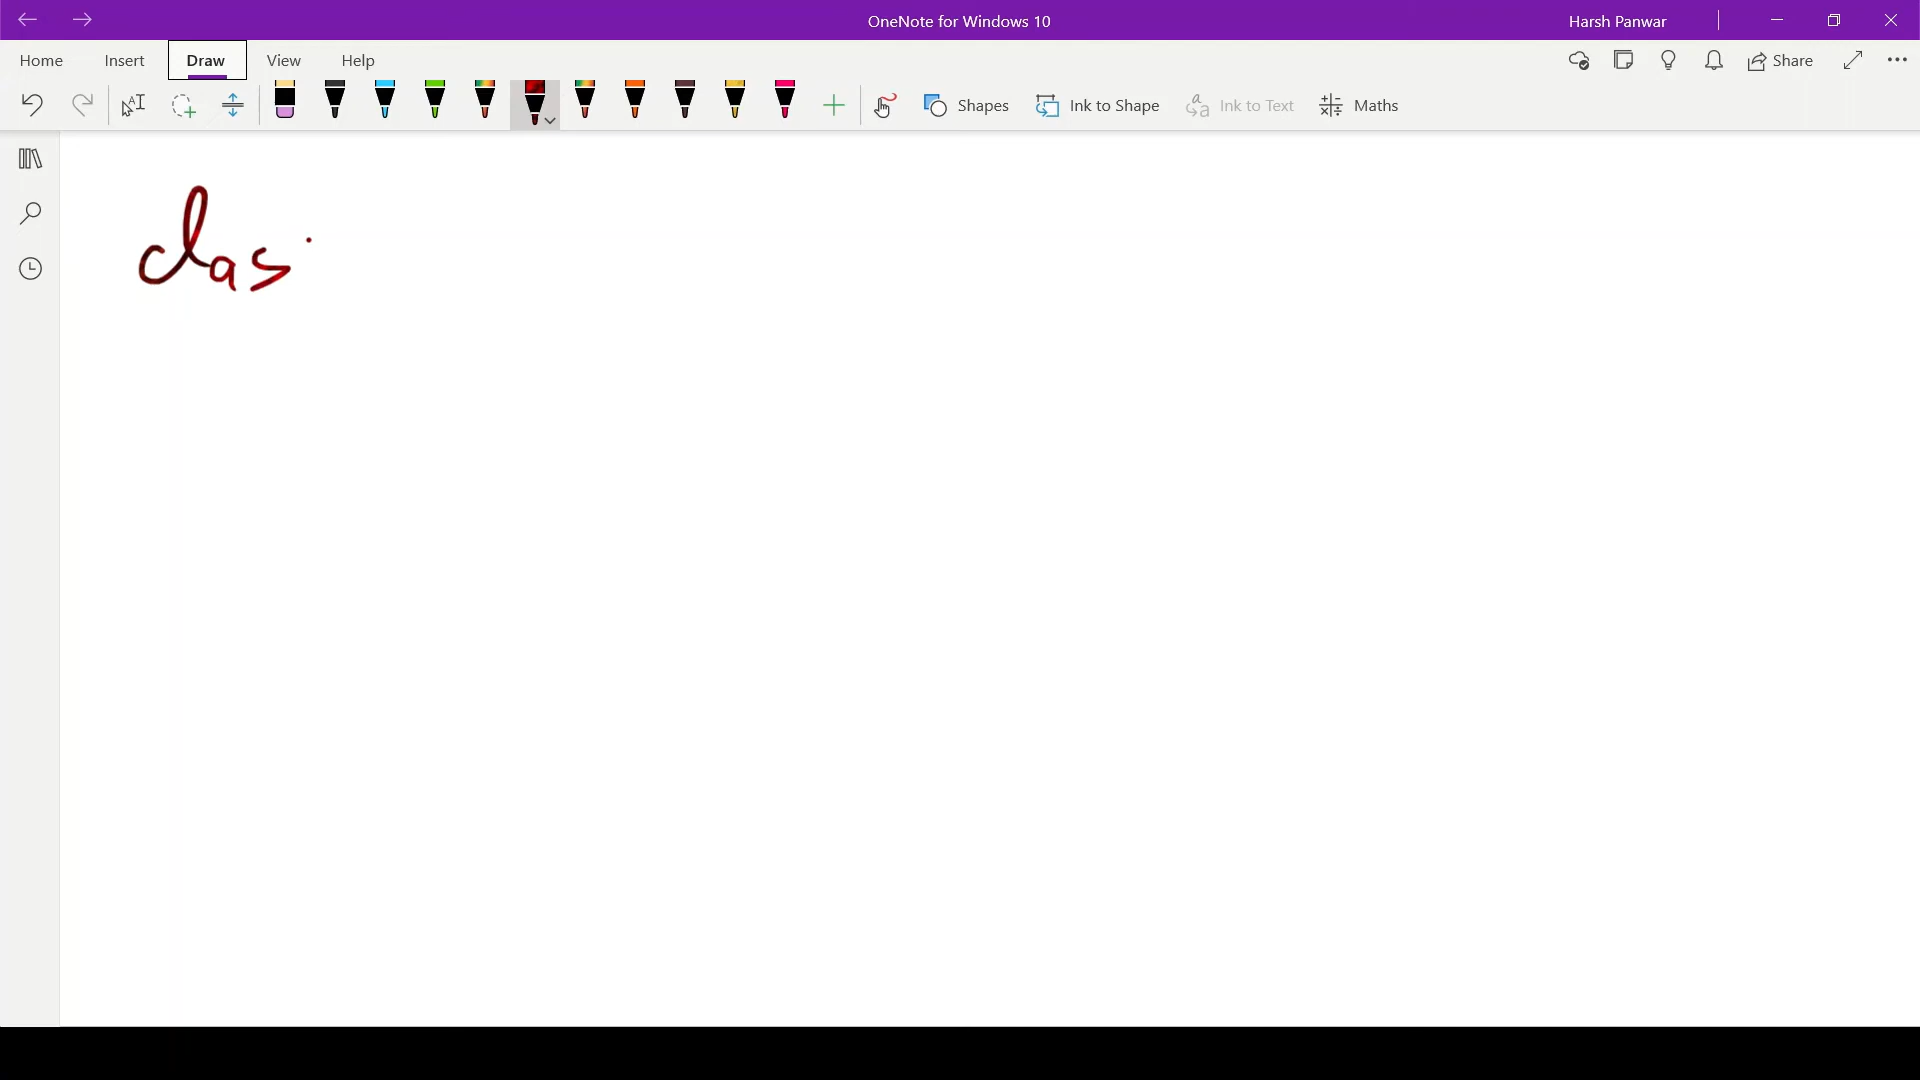 OneNote for Windows 10
Harsh Panwar
Home Insert Draw View Help
Share
Shapes Ink to Shape Ink to Text Maths
clas